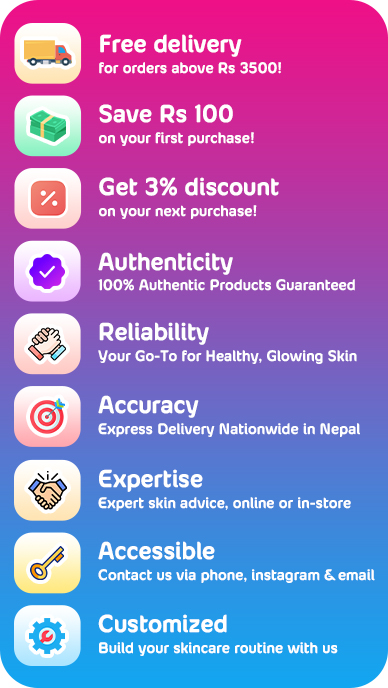 Free delivery
for orders above Rs 3500!
Save Rs 100
on your first purchase!
Get 3% discount
on your next purchase!
Authenticity
100% Authentic Products Guaranteed
Reliability
Your Go-To for Healthy, Glowing Skin
Accuracy
Express Delivery Nationwide in Nepal
Expertise
Expert skin advice, online or in-store
Accessible
Contact us via phone, instagram & email
Customized
Build your skincare routine with us